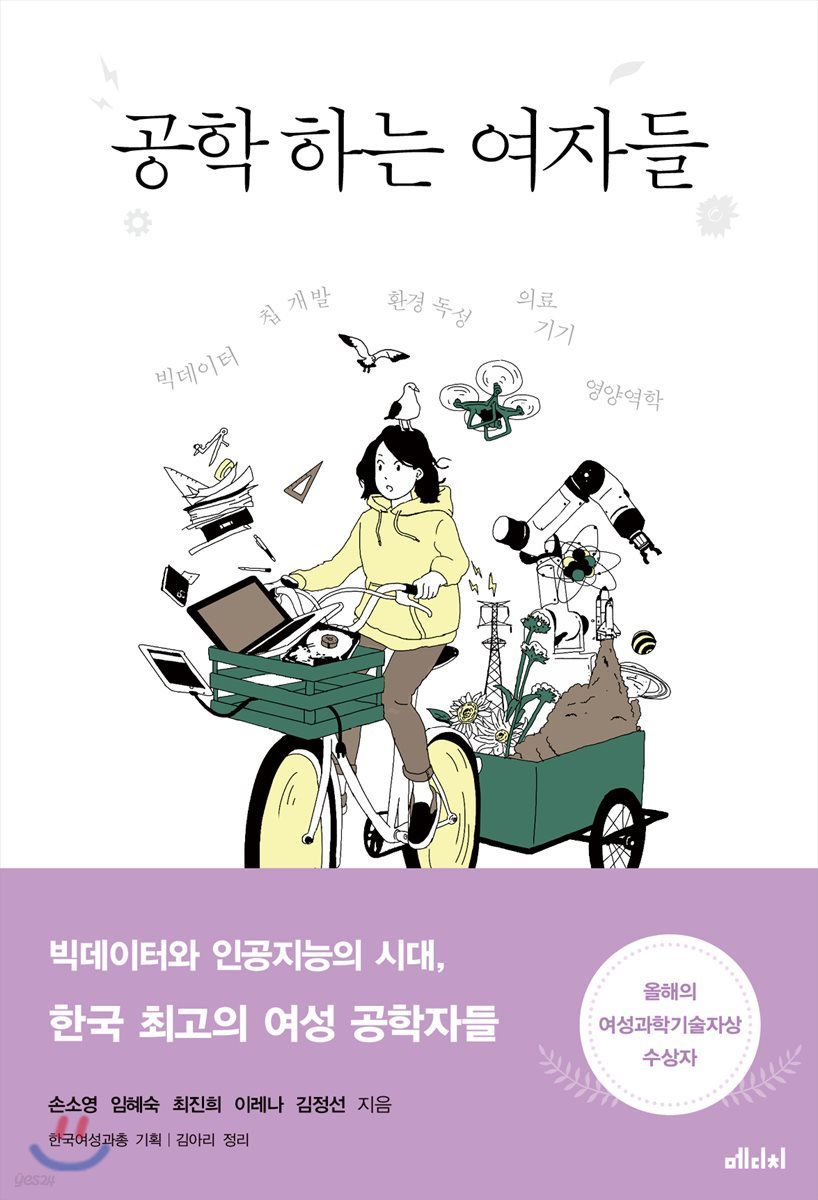 공학 하는 여자들
빅데이터
칩 개발
환경 독성
의료
기기
영양역학
빅데이터와 인공지능의 시대,
한국 최고의 여성 공학자들
올해의
여성과학기술자상
수상자
손소영 임혜숙 최진희 이레나 김정선 지음
한국여성과총 기획 | 김아리 정리
yes24
메디치